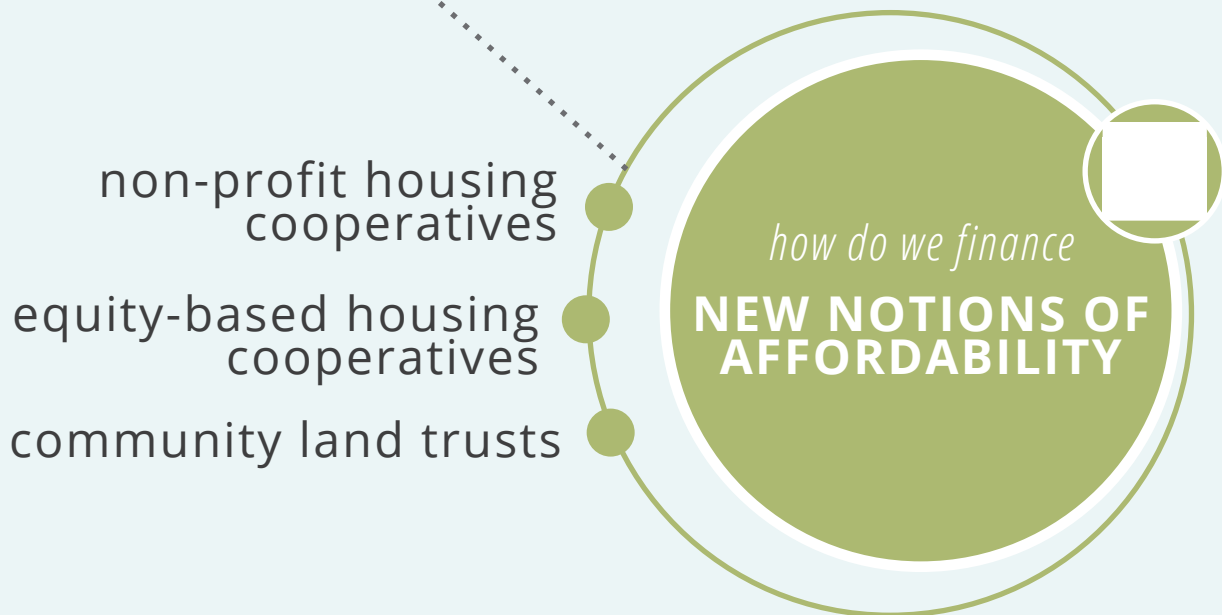 non-profit housing
cooperatives
equity-based housing
cooperatives
community land trusts
how do we finance
NEW NOTIONS OF
AFFORDABILITY